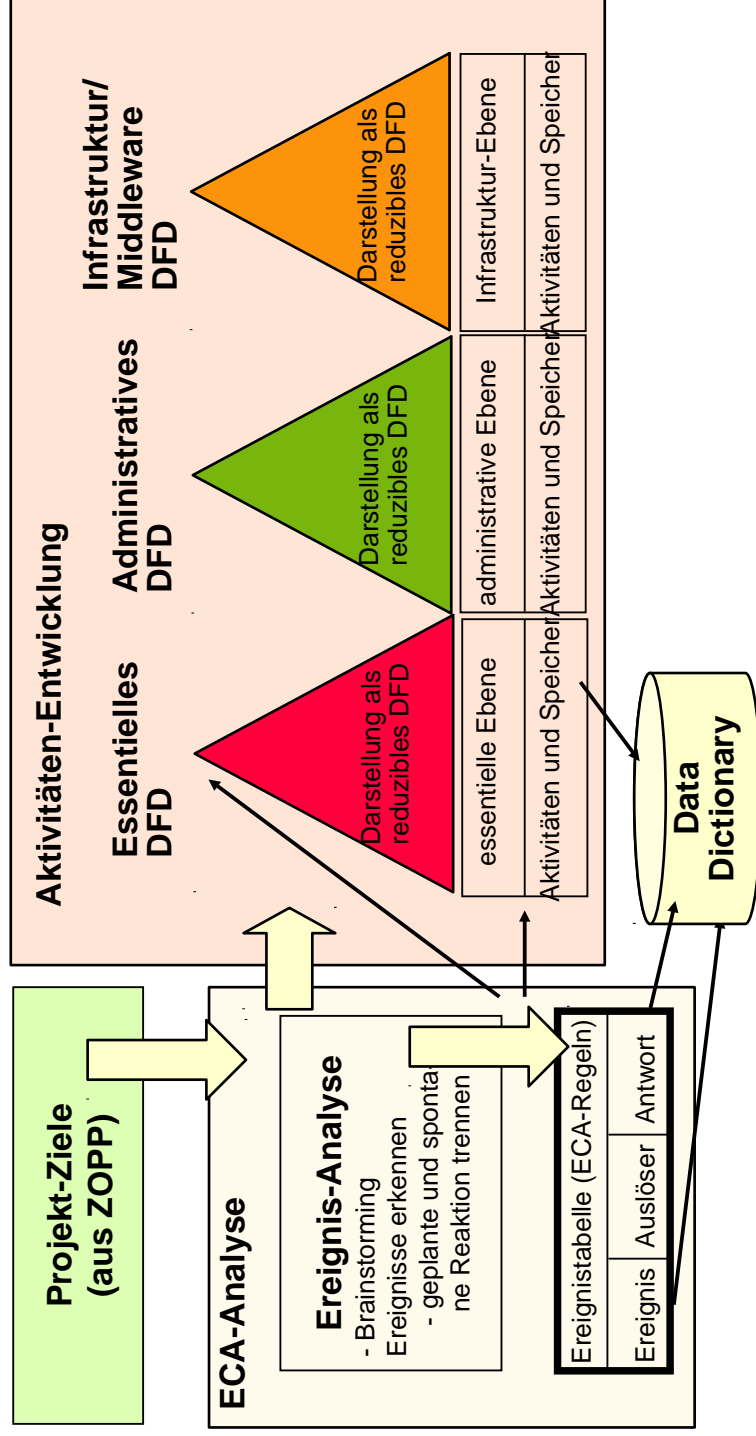 Projekt-Ziele
(aus ZOPP)
ECA-Analyse
Ereignis-Analyse
- Brainstorming
Ereignisse erkennen
- geplante und sponta-
ne Reaktion trennen
Ereignistabelle (ECA-Regeln)
Ereignis
Auslöser
Antwort
Aktivitäten-Entwicklung
Essentielles
DFD
Darstellung als
reduzibles DFD
essentielle Ebene
Aktivitäten und Speicher
Administratives
DFD
Darstellung als
reduzibles DFD
administrative Ebene
Aktivitäten und Speicher
Infrastruktur/
Middleware
DFD
Darstellung als
reduzibles DFD
Infrastruktur-Ebene
Aktivitäten und Speicher
Data
Dictionary